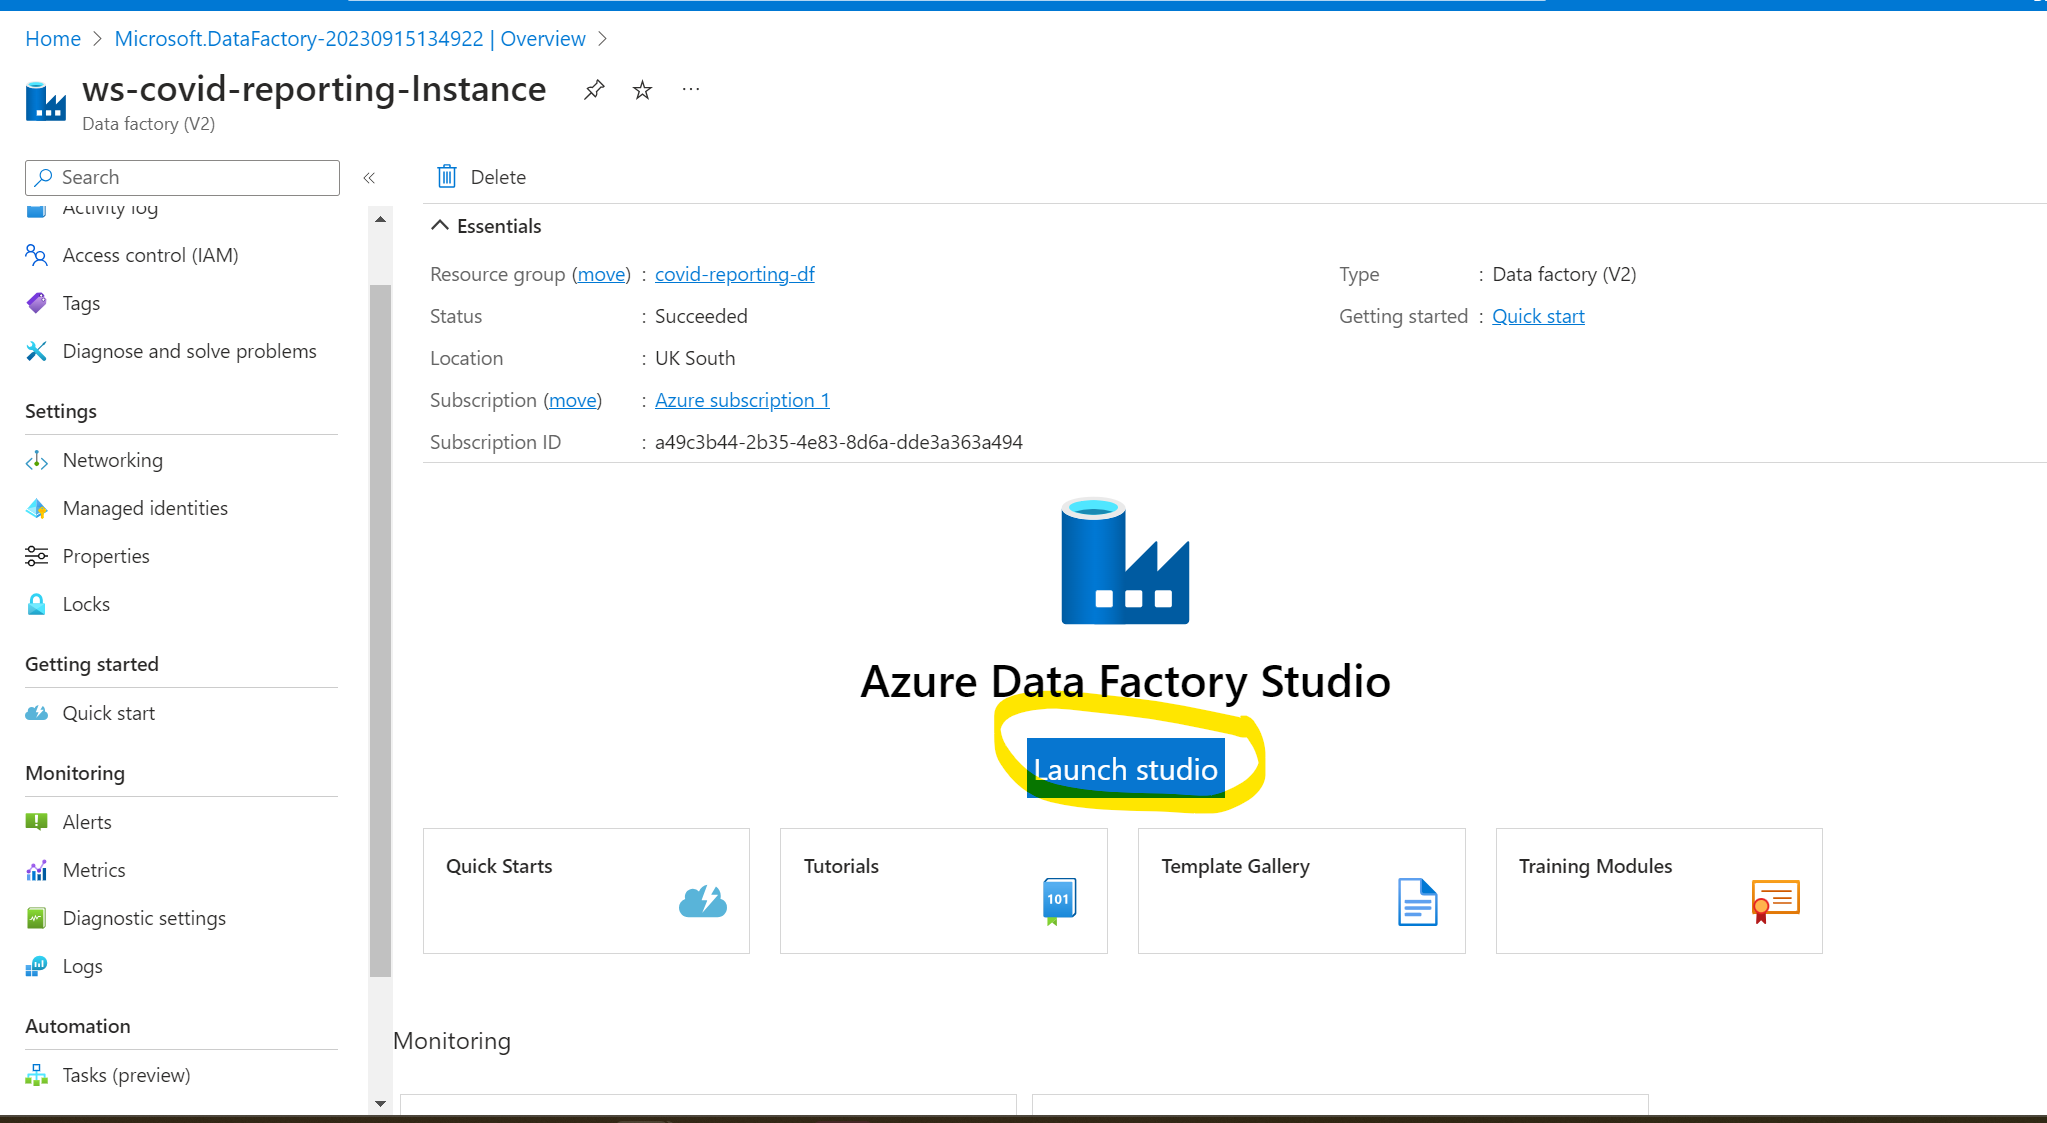 Home > Microsoft.DataFactory-20230915134922 | Overview >
ws-covid-reporting-Instance
Data factory (V2)
Search
Activity log
Access control (IAM)
Tags
Diagnose and solve problems
Settings
Networking
Managed identities
Properties
Locks
Getting started
Quick start
Monitoring
Alerts
Metrics
Diagnostic settings
Logs
Automation
Tasks (preview)
Delete
Essentials
Resource group (move) : covid-reporting-df
Status : Succeeded
Location : UK South
Subscription (move) : Azure subscription 1
Subscription ID : a49c3b44-2b35-4e83-8d6a-dde3a363a494
Type : Data factory (V2)
Getting started : Quick start
Azure Data Factory Studio
Launch studio
Quick Starts
Tutorials
101
Template Gallery
Training Modules
Monitoring